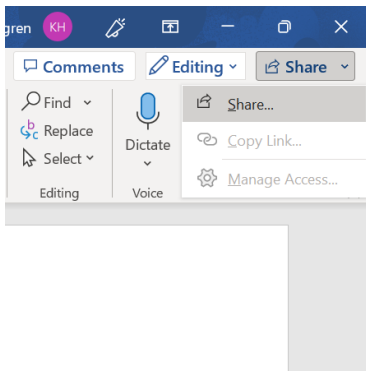 gren KH
Comments Editing Share
Find
Replace
Select
Editing
Dictate
Voice
Share...
Copy Link...
Manage Access...